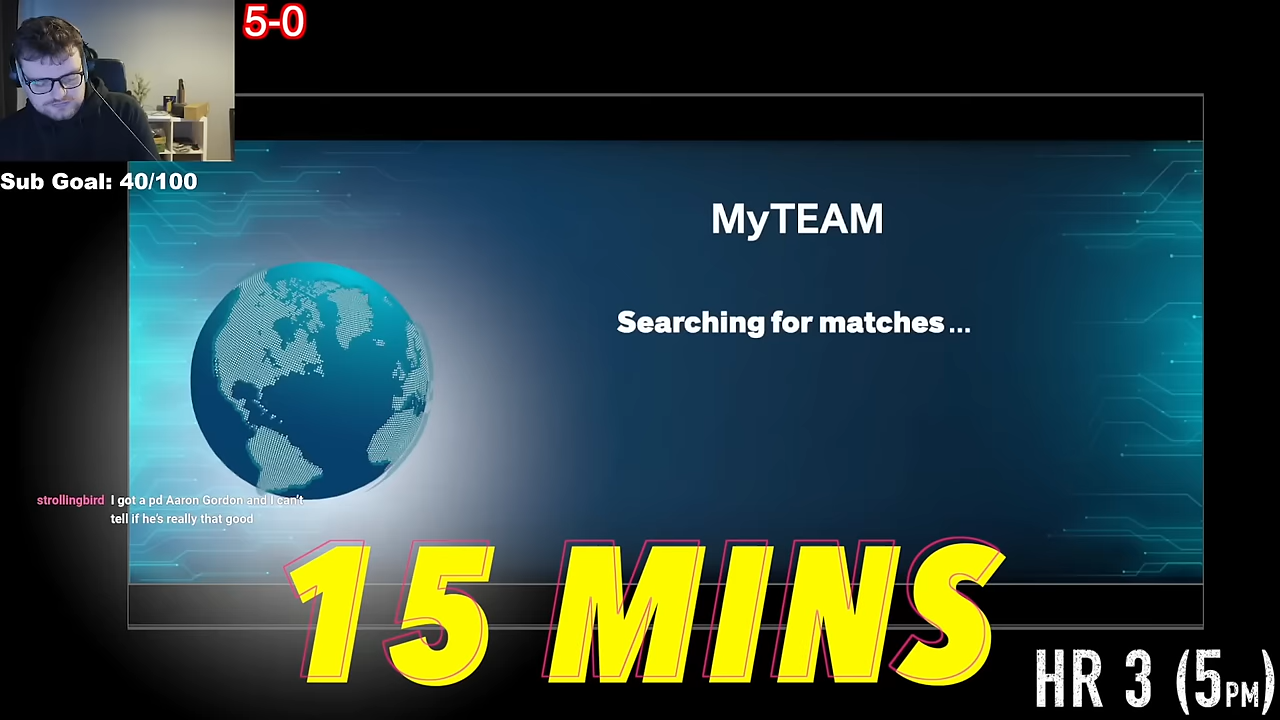 5-0
Sub Goal: 40/100
MyTEAM
Searching for matches...
strollingbird I got a pd Aaron Gordon and I can't
tell if he's really that good
15 MINS
HR 3 (5PM)